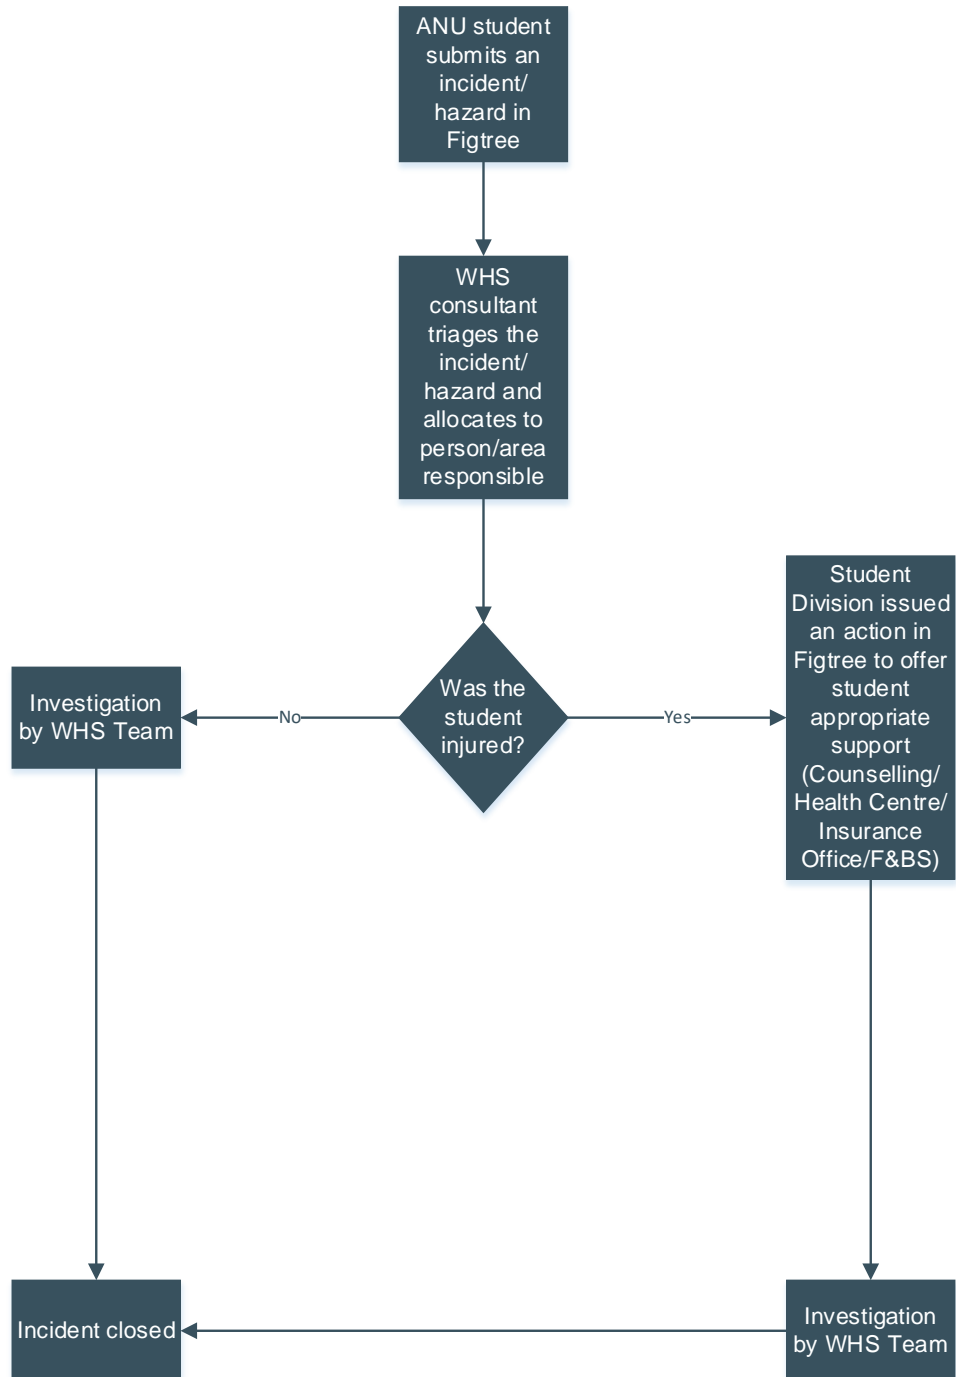 ANU student
submits an
incident/
hazard in
Figtree
WHS
consultant
triages the
incident/
hazard and
allocates to
person/area
responsible
Was the
student
injured?
No
Yes
Investigation
by WHS Team
Student
Division issued
an action in
Figtree to offer
student
appropriate
support
(Counselling/
Health Centre/
Insurance
Office/F&BS)
Incident closed
Investigation
by WHS Team